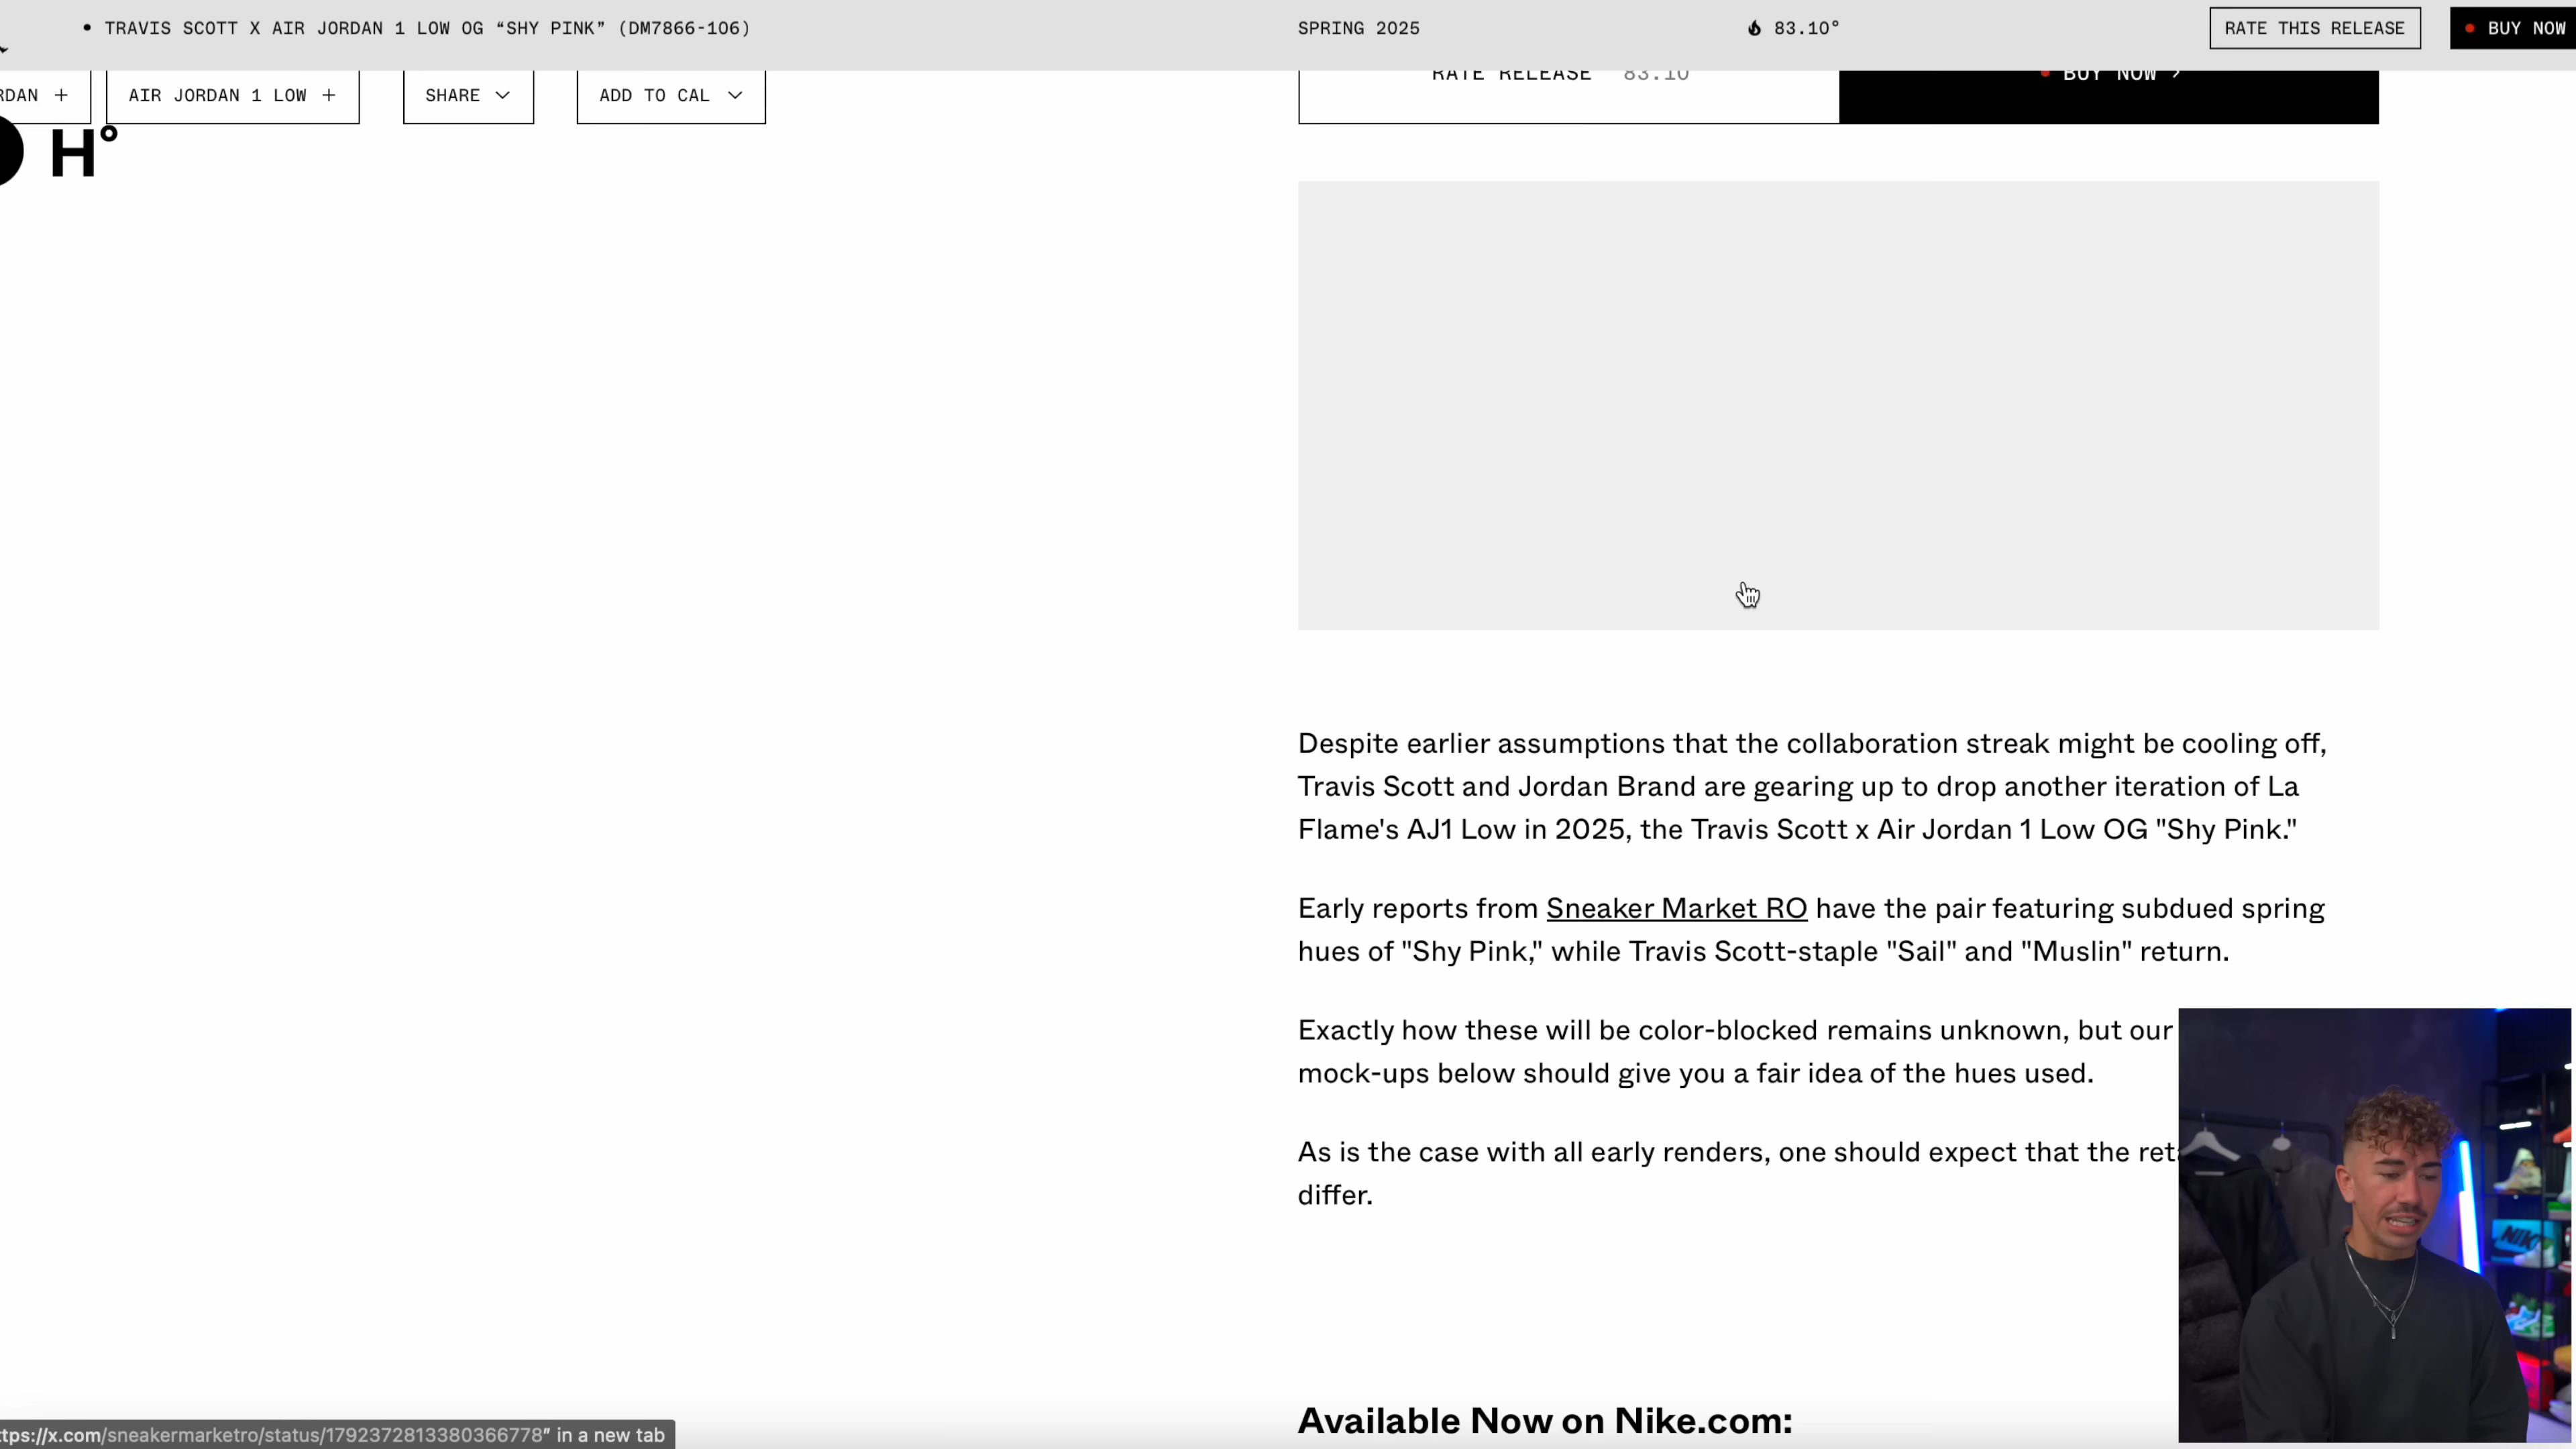 • TRAVIS SCOTT X AIR JORDAN 1 LOW OG “SHY PINK” (DM7866-106)
SPRING 2025
83.10°
RATE THIS RELEASE
BUY NOW
RDAN +
AIR JORDAN 1 LOW +
SHARE
ADD TO CAL
RATE RELEASE 83.10
BUY NOW >
H°
Despite earlier assumptions that the collaboration streak might be cooling off,
Travis Scott and Jordan Brand are gearing up to drop another iteration of La
Flame's AJ1 Low in 2025, the Travis Scott x Air Jordan 1 Low OG "Shy Pink."
Early reports from Sneaker Market RO have the pair featuring subdued spring
hues of "Shy Pink," while Travis Scott-staple "Sail" and "Muslin" return.
Exactly how these will be color-blocked remains unknown, but our
mock-ups below should give you a fair idea of the hues used.
As is the case with all early renders, one should expect that the reta
differ.
NIKE
Available Now on Nike.com:
ttps://x.com/sneakermarketro/status/1792372813380366778" in a new tab